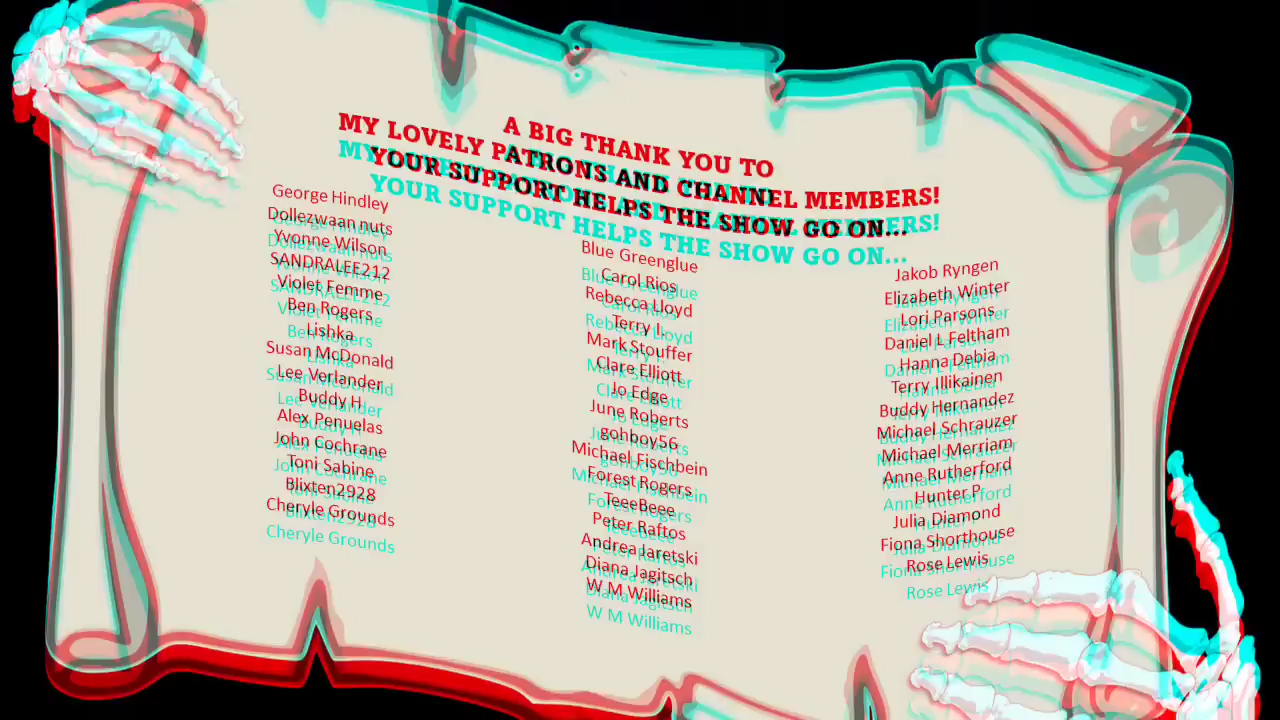 A BIG THANK YOU TO
MY LOVELY PATRONS AND CHANNEL MEMBERS!
YOUR SUPPORT HELPS THE SHOW GO ON...
George Hindley
Dollezwaan nuts
Yvonne Wilson
SANDRALEE212
Violet Femme
Ben Rogers
Lishka
Susan McDonald
Lee Verlander
Buddy H
Alex Penuelas
John Cochrane
Toni Sabine
Blixten2928
Cheryle Grounds
Blue Greenglue
Carol Rios
Rebecca Lloyd
Terry I.
Mark Stouffer
Clare Elliott
Jo Edge
June Roberts
gohboy56
Michael Fischbein
Forest Rogers
TeeeBeee
Peter Raftos
Andrea Jaretski
Diana Jagitsch
W M Williams
Jakob Ryngen
Elizabeth Winter
Lori Parsons
Daniel L Feltham
Hanna Debia
Terry Illikainen
Buddy Hernandez
Michael Schrauzer
Michael Merriam
Anne Rutherford
Hunter P
Julia Diamond
Fiona Shorthouse
Rose Lewis